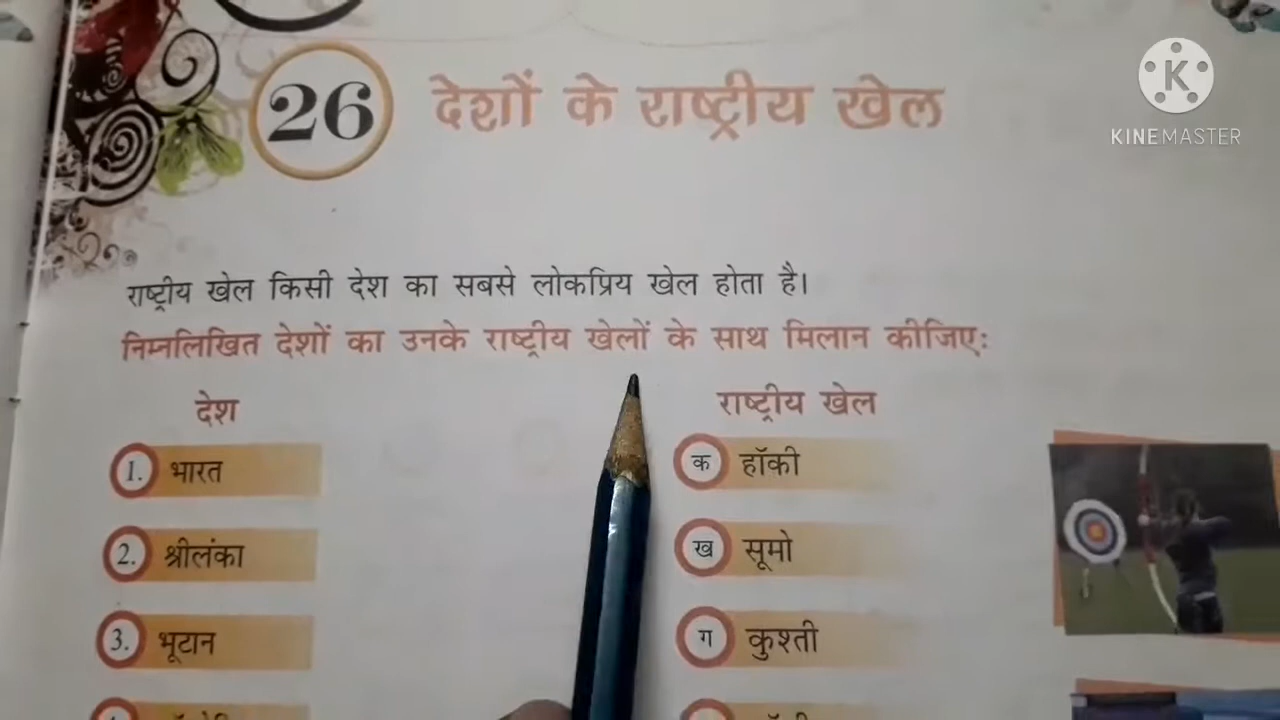 26 देशों के राष्ट्रीय खेल
K
KINEMASTER
राष्ट्रीय खेल किसी देश का सबसे लोकप्रिय खेल होता है।
निम्नलिखित देशों का उनके राष्ट्रीय खेलों के साथ मिलान कीजिए:
देश राष्ट्रीय खेल
1. भारत क हॉकी
2. श्रीलंका ख सूमो
3. भूटान ग कुश्ती